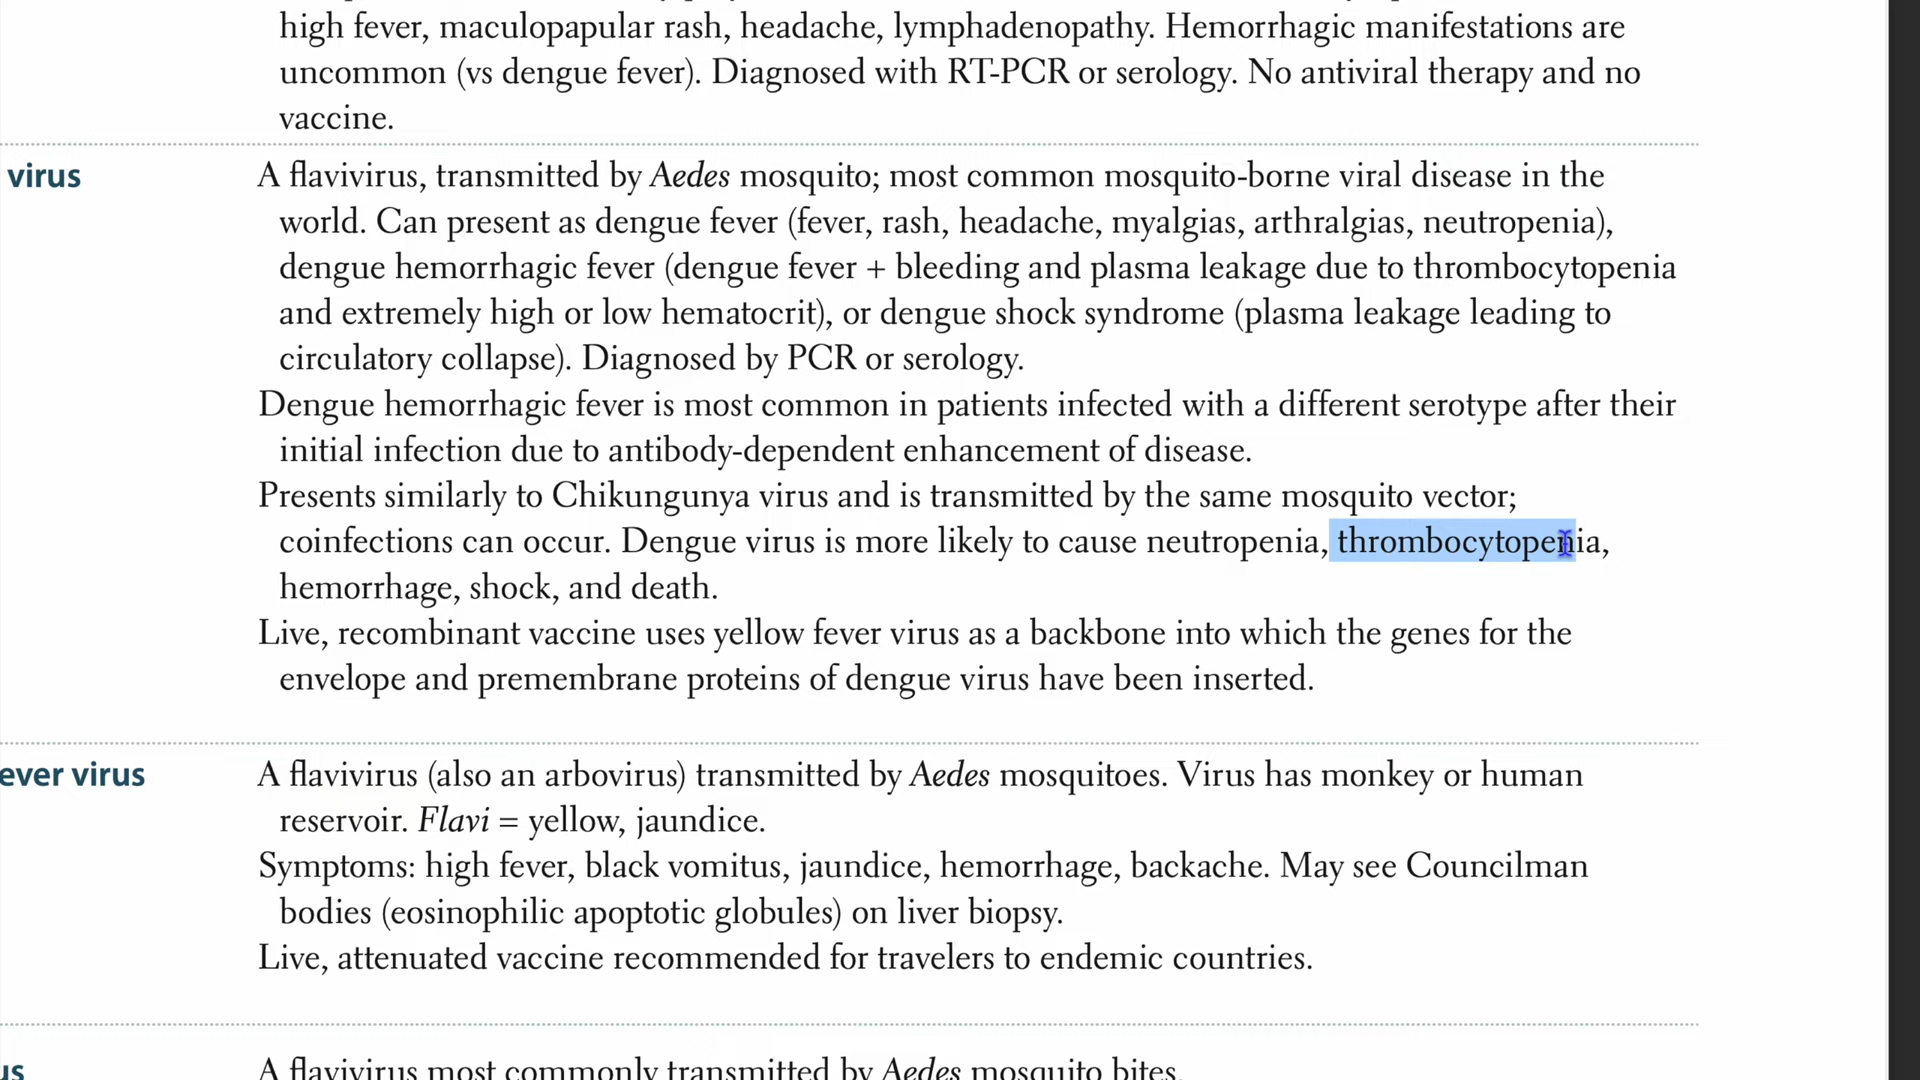 high fever, maculopapular rash, headache, lymphadenopathy. Hemorrhagic manifestations are
uncommon (vs dengue fever). Diagnosed with RT-PCR or serology. No antiviral therapy and no
vaccine.
virus
A flavivirus, transmitted by Aedes mosquito; most common mosquito-borne viral disease in the
world. Can present as dengue fever (fever, rash, headache, myalgias, arthralgias, neutropenia),
dengue hemorrhagic fever (dengue fever + bleeding and plasma leakage due to thrombocytopenia
and extremely high or low hematocrit), or dengue shock syndrome (plasma leakage leading to
circulatory collapse). Diagnosed by PCR or serology.
Dengue hemorrhagic fever is most common in patients infected with a different serotype after their
initial infection due to antibody-dependent enhancement of disease.
Presents similarly to Chikungunya virus and is transmitted by the same mosquito vector;
coinfections can occur. Dengue virus is more likely to cause neutropenia, thrombocytopenia,
hemorrhage, shock, and death.
Live, recombinant vaccine uses yellow fever virus as a backbone into which the genes for the
envelope and premembrane proteins of dengue virus have been inserted.
ever virus
A flavivirus (also an arbovirus) transmitted by Aedes mosquitoes. Virus has monkey or human
reservoir. Flavi = yellow, jaundice.
Symptoms: high fever, black vomitus, jaundice, hemorrhage, backache. May see Councilman
bodies (eosinophilic apoptotic globules) on liver biopsy.
Live, attenuated vaccine recommended for travelers to endemic countries.
us
A flavivirus most commonly transmitted by Aedes mosquito bites.